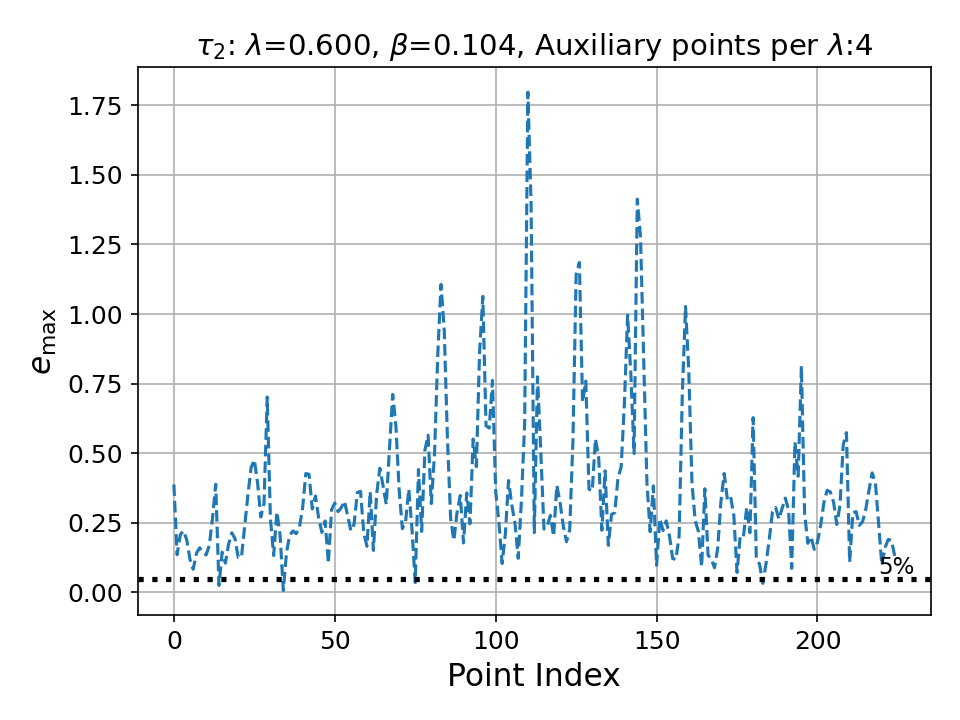 τ₂: λ=0.600, β=0.104, Auxiliary points per λ:4
1.75
1.50
1.25
1.00
0.75
0.50
0.25
0.00
e_max
5%
0 50 100 150 200
Point Index